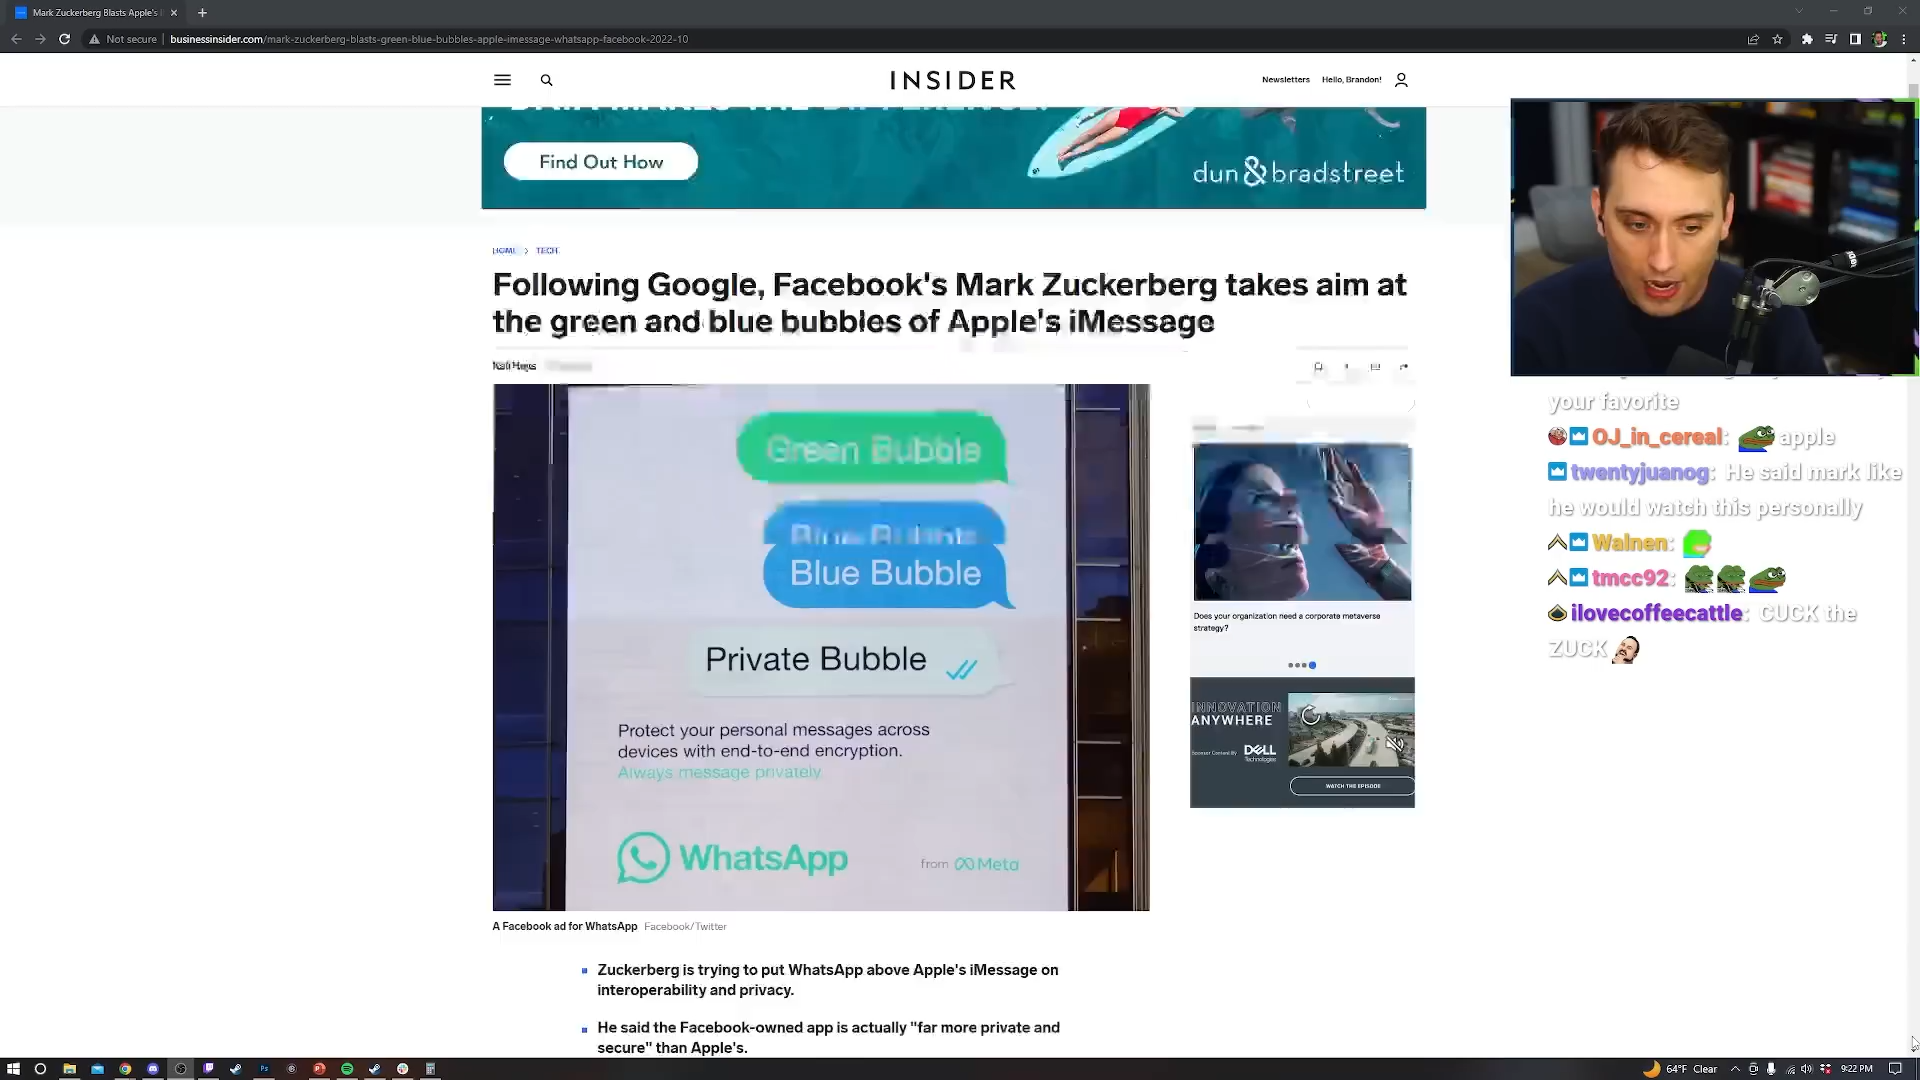 Mark Zuckerberg Blasts Apple's
Not secure
businessinsider.com/mark-zuckerberg-blasts-green-blue-bubbles-apple-imessage-whatsapp-facebook-2022-10
INSIDER
Newsletters
Hello, Brandon!
Find Out How
dun & bradstreet
HOME
TECH
Following Google, Facebook's Mark Zuckerberg takes aim at
the green and blue bubbles of Apple's iMessage
Green Bubble
Blue Bubble
Blue Bubble
Private Bubble
Protect your personal messages across
devices with end-to-end encryption.
Always message privately
WhatsApp
from Meta
A Facebook ad for WhatsApp Facebook/Twitter
Zuckerberg is trying to put WhatsApp above Apple's iMessage on
interoperability and privacy.
He said the Facebook-owned app is actually "far more private and
secure" than Apple's.
Does your organization need a corporate metaverse
strategy?
INNOVATION
ANYWHERE
Sponsor Content By DELL
Technologies
WATCH THE EPISODE
your favorite
OJ_in_cereal: apple
twentyjuanog: He said mark like
he would watch this personally
Walnen:
tmcc92:
ilovecoffeecattle: CUCK the
ZUCK
64°F Clear
9:22 PM